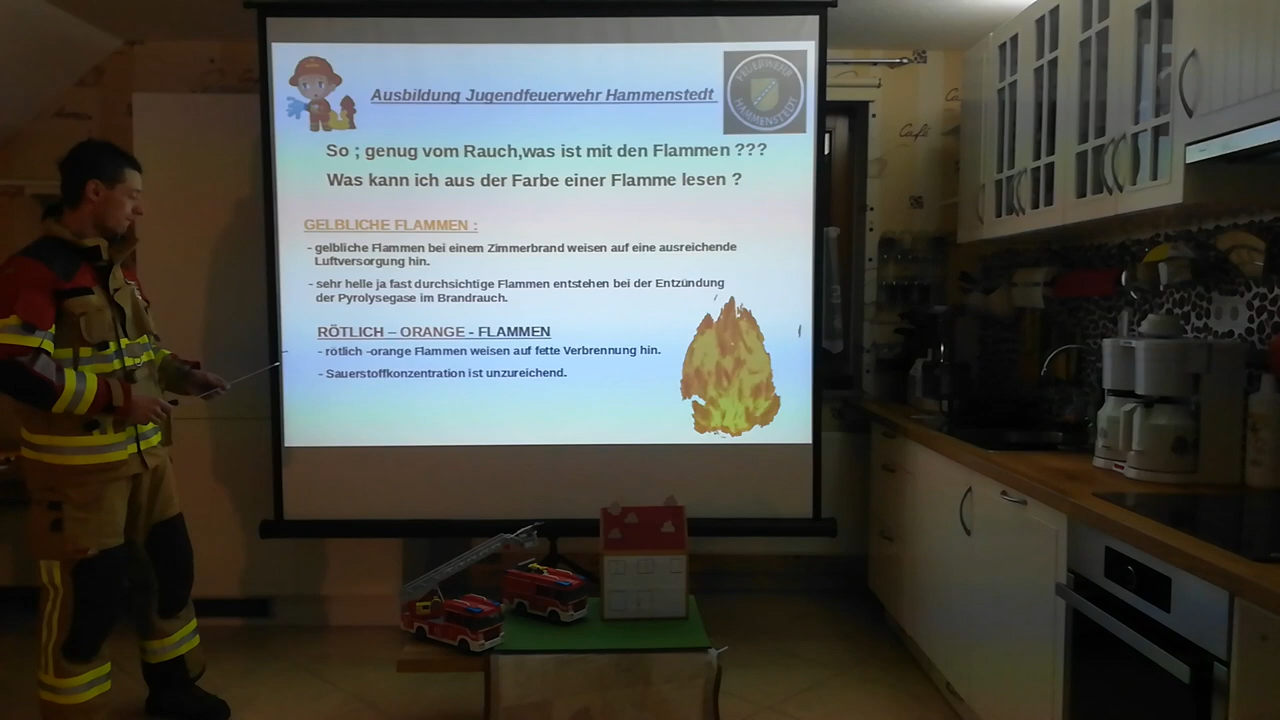 Ausbildung Jugendfeuerwehr Hammenstedt
FEUERWEHR
HAMMENSTEDT
So ; genug vom Rauch,was ist mit den Flammen ???
Was kann ich aus der Farbe einer Flamme lesen ?
GELBLICHE FLAMMEN :
- gelbliche Flammen bei einem Zimmerbrand weisen auf eine ausreichende
Luftversorgung hin.
- sehr helle ja fast durchsichtige Flammen entstehen bei der Entzündung
der Pyrolysegase im Brandrauch.
RÖTLICH – ORANGE - FLAMMEN
- rötlich -orange Flammen weisen auf fette Verbrennung hin.
- Sauerstoffkonzentration ist unzureichend.
Café